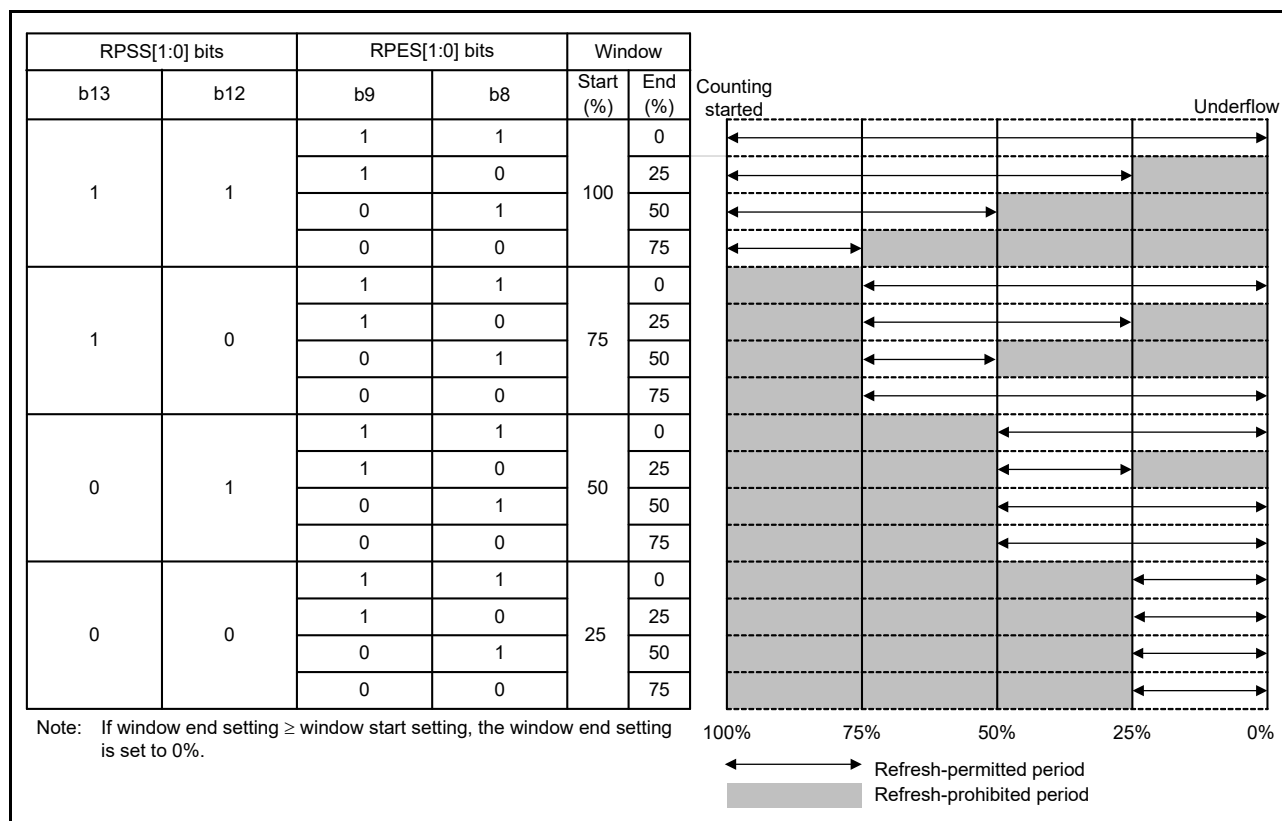 RPSS[1:0] bits RPES[1:0] bits Window
b13 b12 b9 b8 Start (%) End (%) Counting started Underflow
1 1 0
1 1 1 0 100 25
0 1 50
0 0 75
1 1 0
1 0 1 0 75 25
0 1 50
0 0 75
1 1 0
0 1 1 0 50 25
0 1 50
0 0 75
1 1 0
0 0 1 0 25 25
0 1 50
0 0 75
Note: If window end setting ≥ window start setting, the window end setting
is set to 0%.
100% 75% 50% 25% 0%
Refresh-permitted period
Refresh-prohibited period